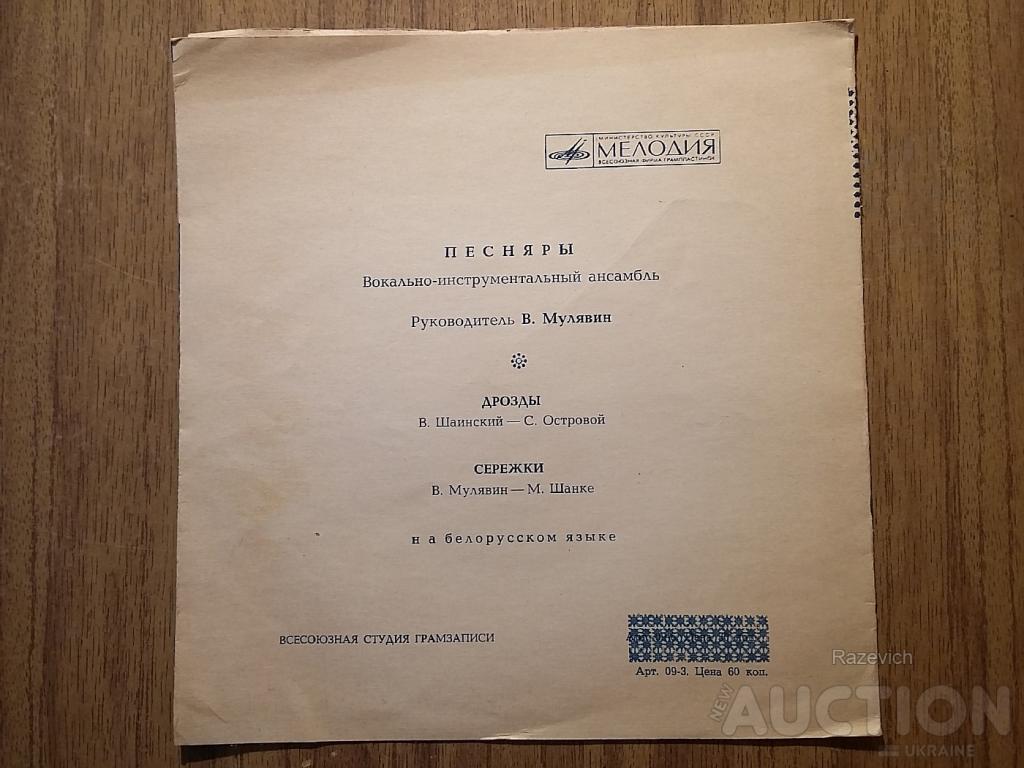 МИНИСТЕРСТВО КУЛЬТУРЫ СССР
МЕЛОДИЯ
ВСЕСОЮЗНАЯ ФИРМА ГРАМПЛАСТИНОК
ПЕСНЯРЫ
Вокально-инструментальный ансамбль
Руководитель В. Мулявин
ДРОЗДЫ
В. Шаинский — С. Островой
СЕРЕЖКИ
В. Мулявин — М. Шанке
на белорусском языке
ВСЕСОЮЗНАЯ СТУДИЯ ГРАМЗАПИСИ
Арт. 09-3. Цена 60 коп.
Razevich
NEW AUCTION
UKRAINE